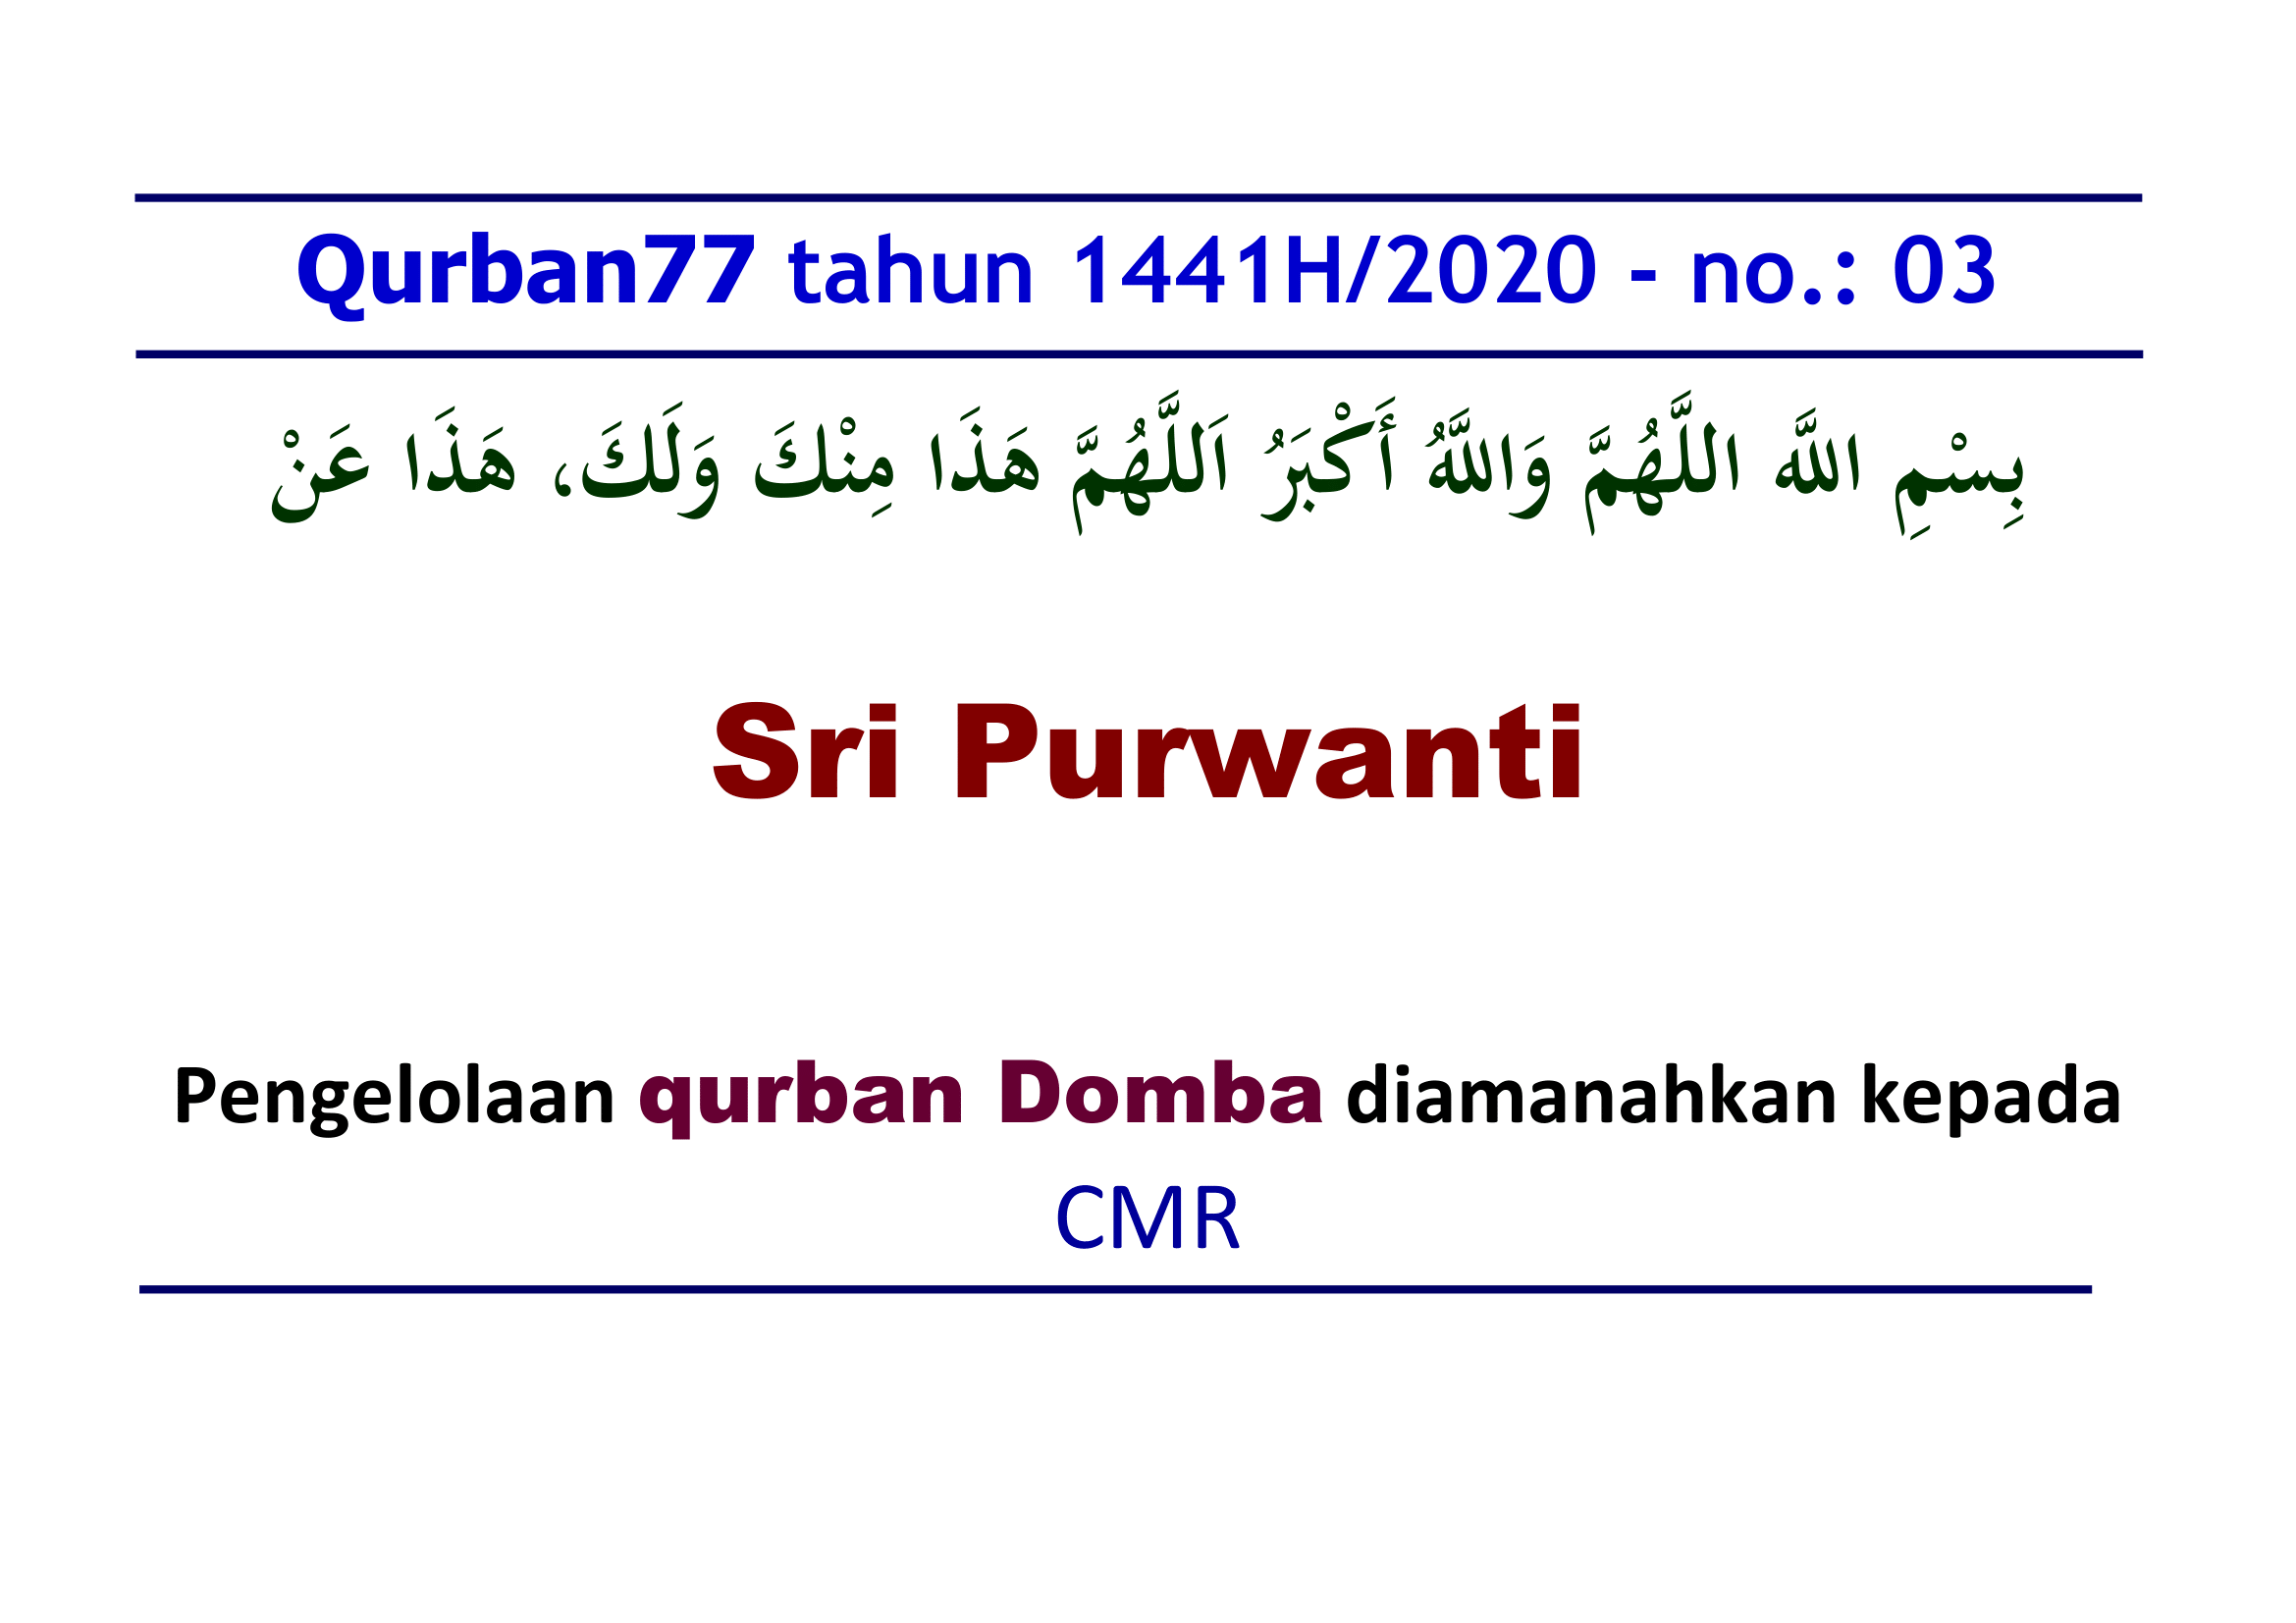 Qurban77 tahun 1441H/2020 - no.: 03
بِسْمِ اللَّه اللَّهُمَّ وَاللَّهُ أَكْبَرُ اَللَّهُمَّ هَذَا مِنْكَ وَلَكَ، هَذَا عَنْ
Sri Purwanti
Pengelolaan qurban Domba diamanahkan kepada
CMR